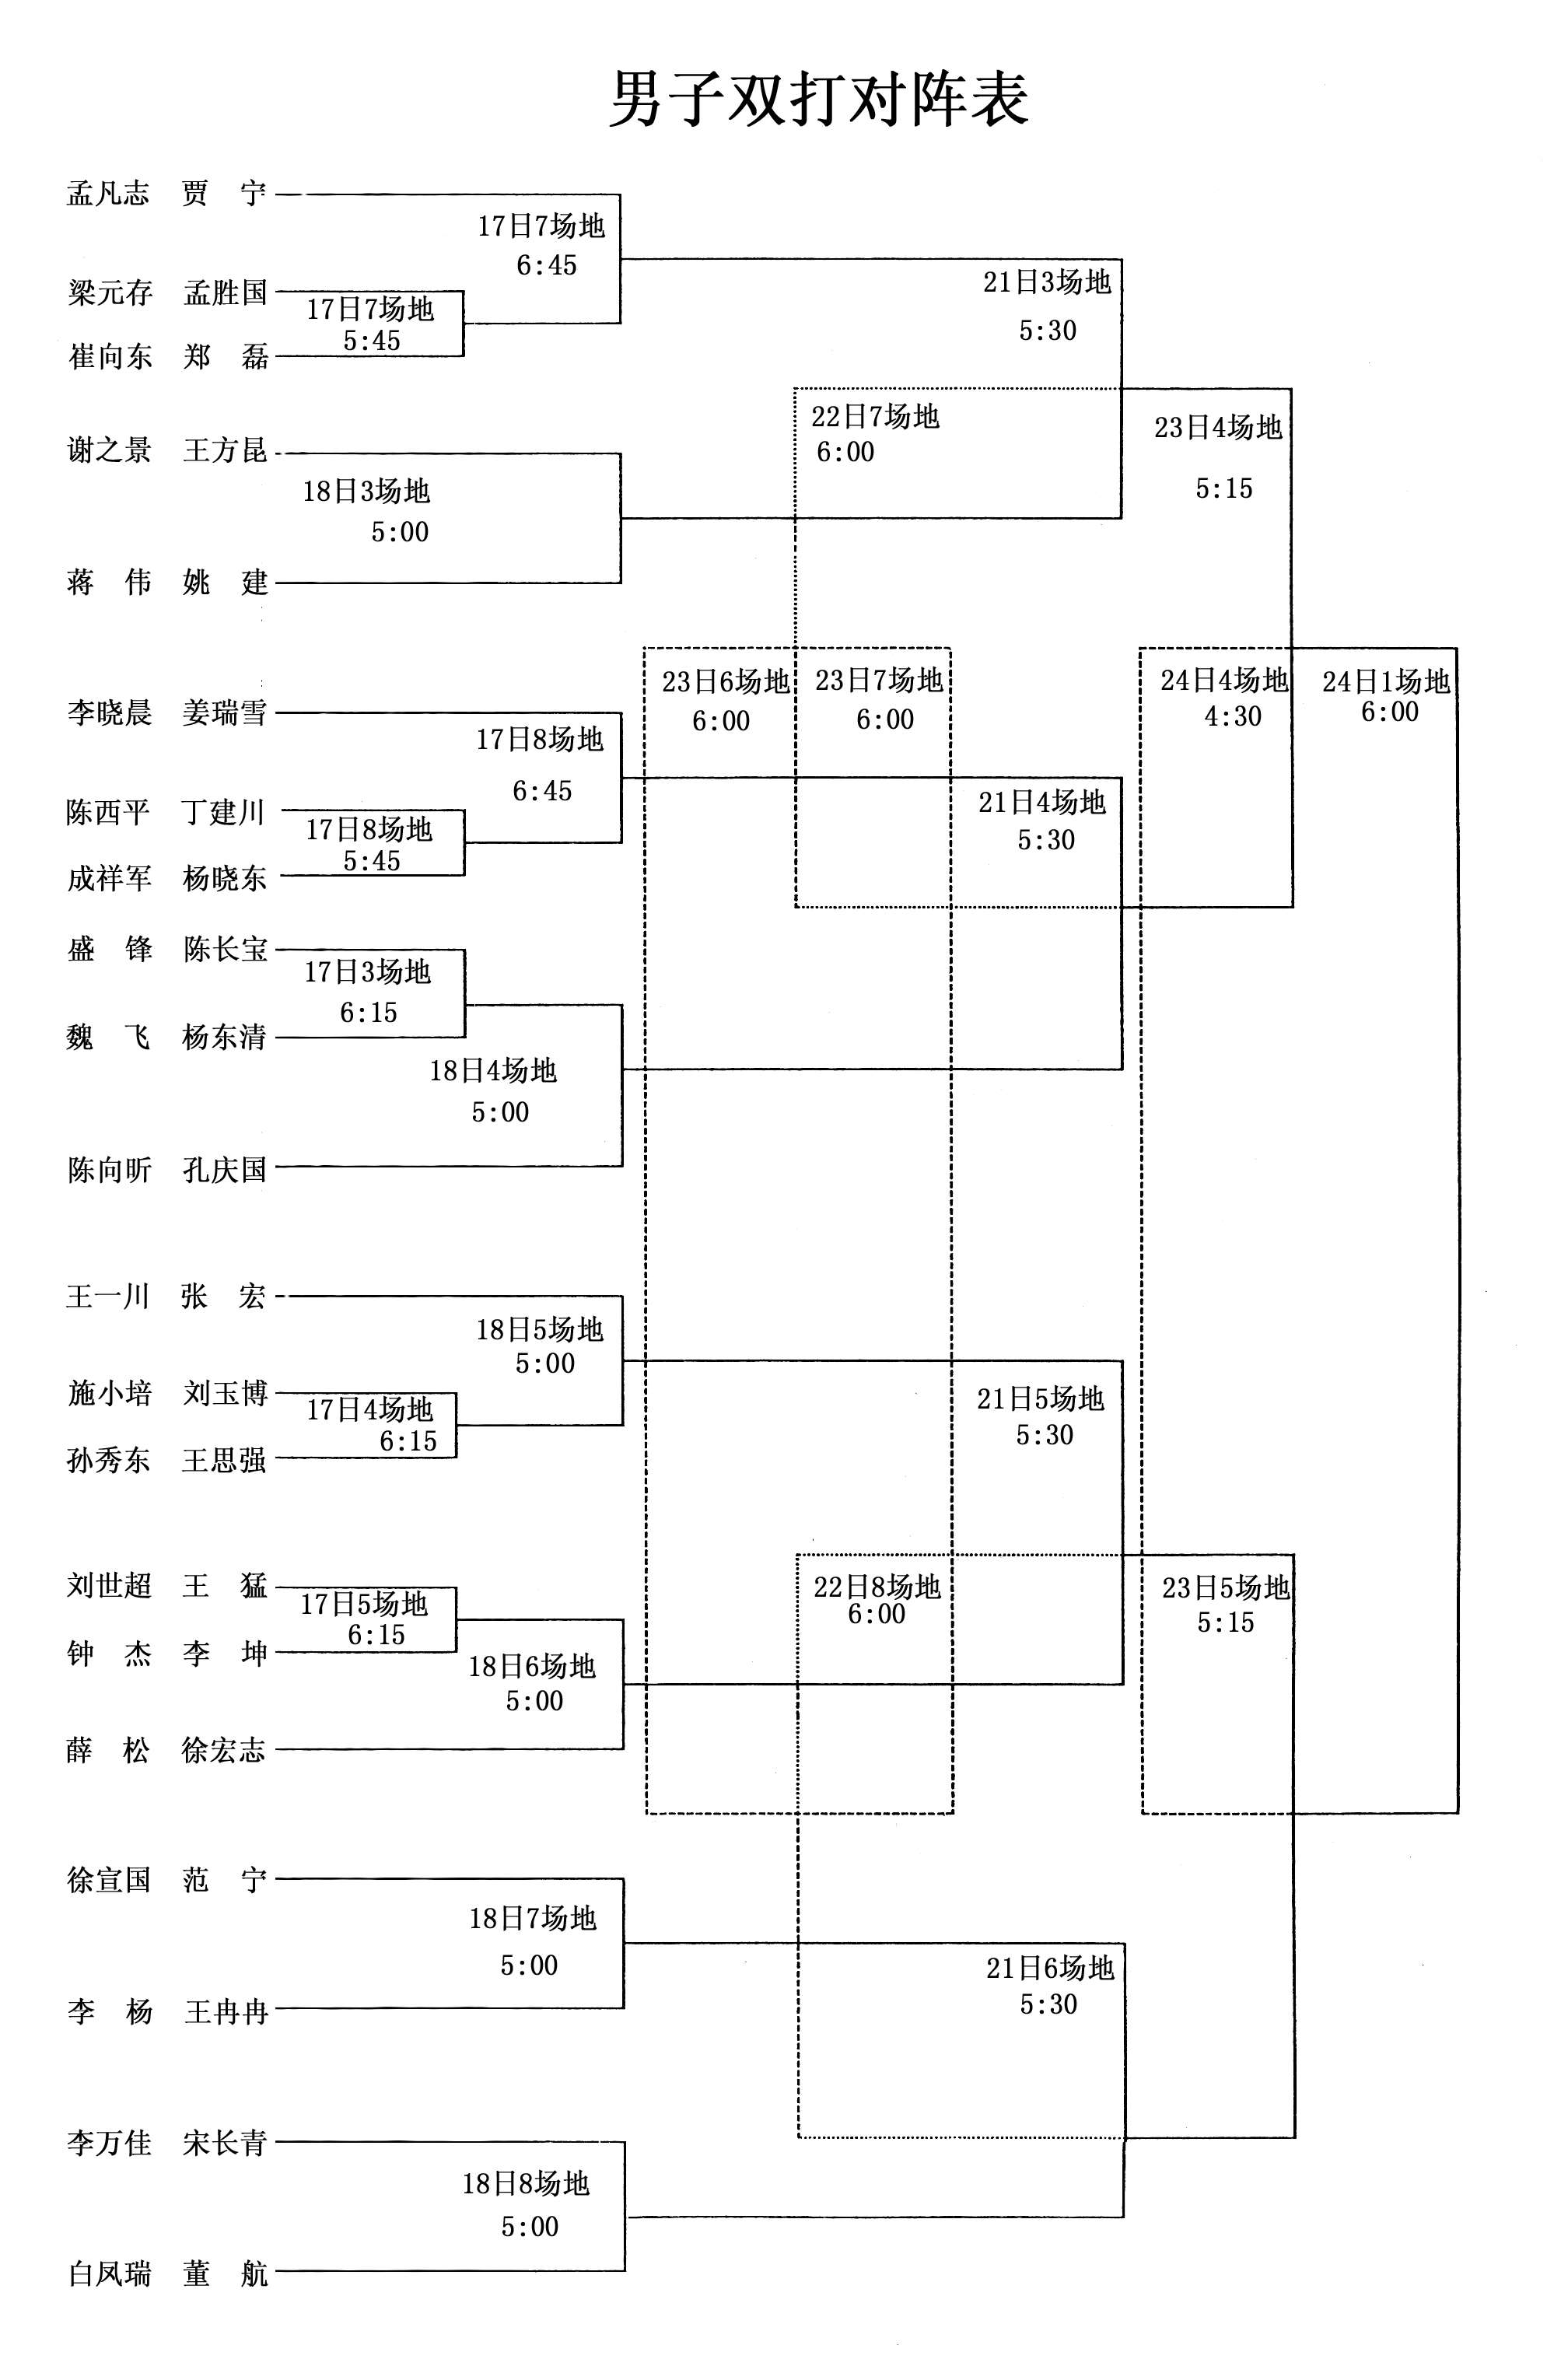 男子双打对阵表
孟凡志 贾 宁
17日7场地
6:45
21日3场地
梁元存 孟胜国
17日7场地
5:45
5:30
崔向东 郑 磊
22日7场地
6:00
23日4场地
谢之景 王方昆
18日3场地
5:00
5:15
蒋 伟 姚 建
23日6场地
6:00
23日7场地
6:00
24日4场地
4:30
24日1场地
6:00
李晓晨 姜瑞雪
17日8场地
6:45
21日4场地
5:30
陈西平 丁建川
17日8场地
5:45
成祥军 杨晓东
盛 锋 陈长宝
17日3场地
6:15
魏 飞 杨东清
18日4场地
5:00
陈向昕 孔庆国
王一川 张 宏
18日5场地
5:00
施小培 刘玉博
17日4场地
6:15
21日5场地
5:30
孙秀东 王思强
刘世超 王 猛
17日5场地
6:15
22日8场地
6:00
23日5场地
5:15
钟 杰 李 坤
18日6场地
5:00
薛 松 徐宏志
徐宣国 范 宁
18日7场地
5:00
21日6场地
5:30
李 杨 王冉冉
李万佳 宋长青
18日8场地
5:00
白凤瑞 董 航